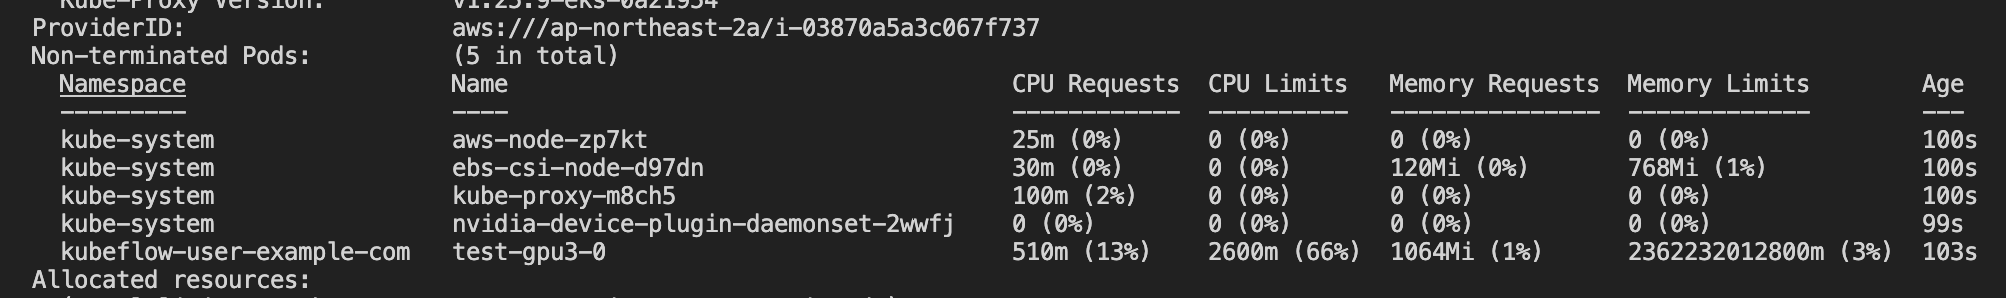 Kube-Proxy Version: v1.25.9-eks-0a21954
ProviderID: aws:///ap-northeast-2a/i-03870a5a3c067f737
Non-terminated Pods: (5 in total)
Namespace Name CPU Requests CPU Limits Memory Requests Memory Limits Age
--------- ---- ------------ ---------- --------------- ------------- ---
kube-system aws-node-zp7kt 25m (0%) 0 (0%) 0 (0%) 0 (0%) 100s
kube-system ebs-csi-node-d97dn 30m (0%) 0 (0%) 120Mi (0%) 768Mi (1%) 100s
kube-system kube-proxy-m8ch5 100m (2%) 0 (0%) 0 (0%) 0 (0%) 100s
kube-system nvidia-device-plugin-daemonset-2wwfj 0 (0%) 0 (0%) 0 (0%) 0 (0%) 99s
kubeflow-user-example-com test-gpu3-0 510m (13%) 2600m (66%) 1064Mi (1%) 2362232012800m (3%) 103s
Allocated resources: